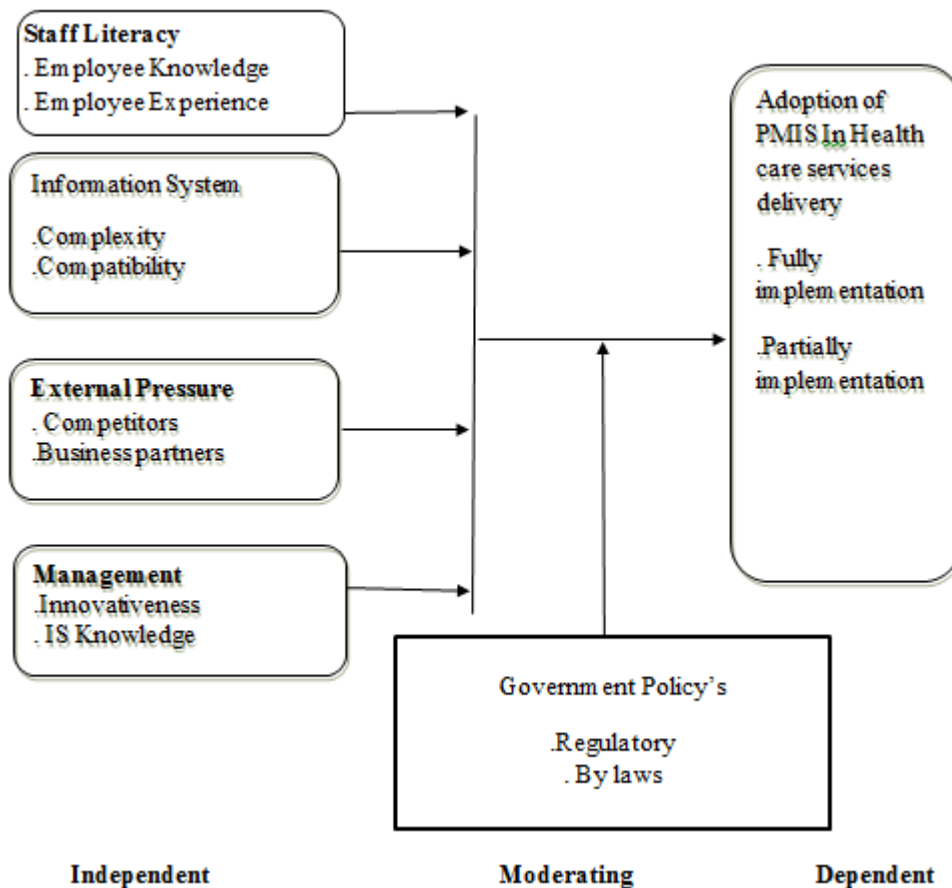 Staff Literacy
. Employee Knowledge
. Employee Experience
Information System
.Complexity
.Compatibility
External Pressure
. Competitors
.Business partners
Management
.Innovativeness
. IS Knowledge
Adoption of
PMIS In Health
care services
delivery
. Fully
implementation
.Partially
implementation
Government Policy’s
.Regulatory
. By laws
Independent
Moderating
Dependent